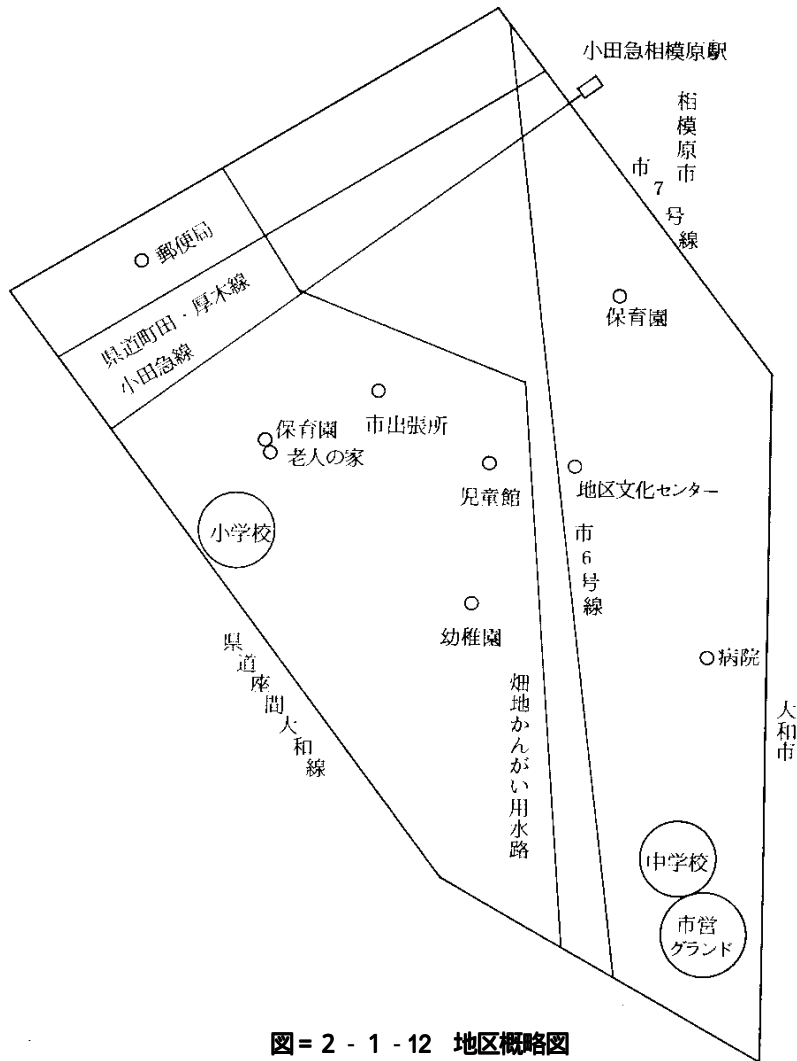 小田急相模原駅
相模原市
市7号線
郵便局
県道町田・厚木線
小田急線
保育園
市出張所
保育園
老人の家
児童館
地区文化センター
小学校
市6号線
幼稚園
病院
県道座間大和線
畑地かんがい用水路
大和市
中学校
市営
グランド
図=2-1-12 地区概略図